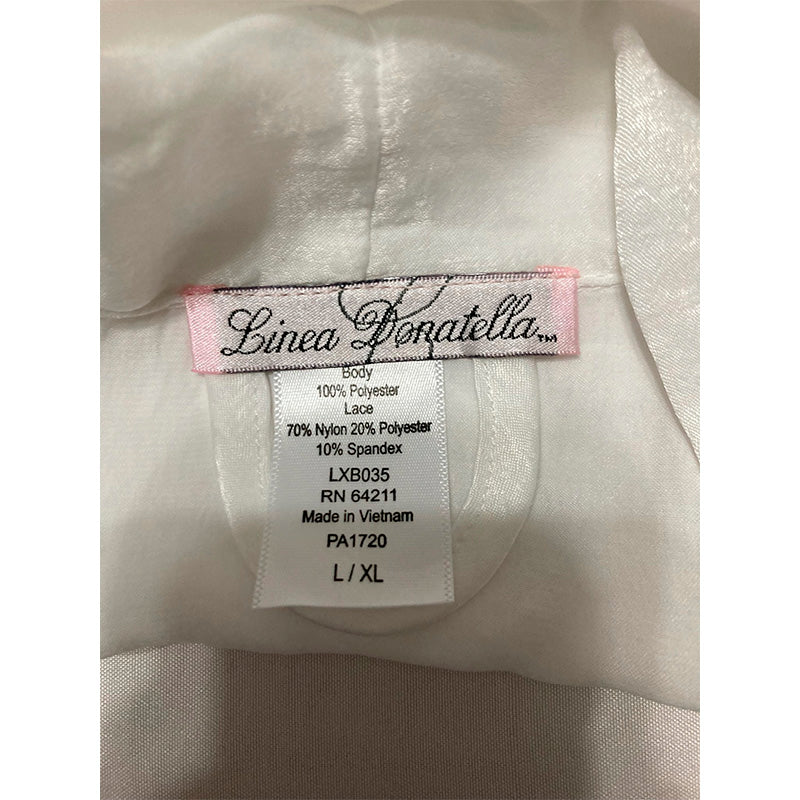 Linea Donatella™
Body
100% Polyester
Lace
70% Nylon 20% Polyester
10% Spandex
LXB035
RN 64211
Made in Vietnam
PA1720
L / XL